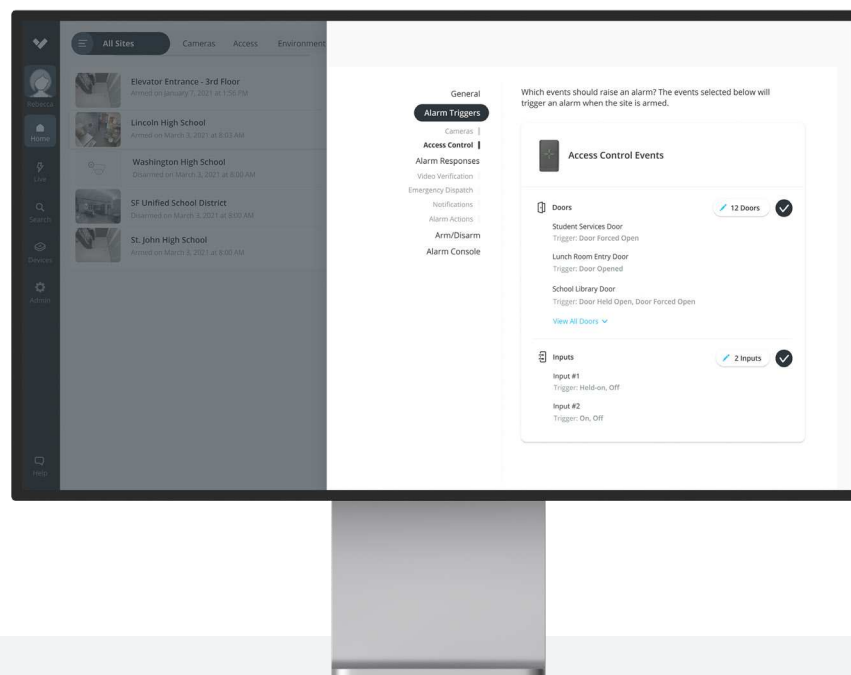 All Sites
Cameras
Access
Environment
Rebecca
Home
Live
Search
Devices
Admin
Help
Elevator Entrance - 3rd Floor
Armed on January 7, 2021 at 1:50 PM
Lincoln High School
Armed on March 3, 2021 at 8:03 AM
Washington High School
Disarmed on March 3, 2021 at 8:00 AM
SF Unified School District
Disarmed on March 3, 2021 at 8:00 AM
St. John High School
Armed on March 3, 2021 at 8:00 AM
General
Alarm Triggers
Cameras
Access Control
Alarm Responses
Video Verification
Emergency Dispatch
Notifications
Alarm Actions
Arm/Disarm
Alarm Console
Which events should raise an alarm? The events selected below will
trigger an alarm when the site is armed.
Access Control Events
Doors
12 Doors
Student Services Door
Trigger: Door Forced Open
Lunch Room Entry Door
Trigger: Door Opened
School Library Door
Trigger: Door Held Open, Door Forced Open
View All Doors
Inputs
2 Inputs
Input #1
Trigger: Held-on, Off
Input #2
Trigger: On, Off